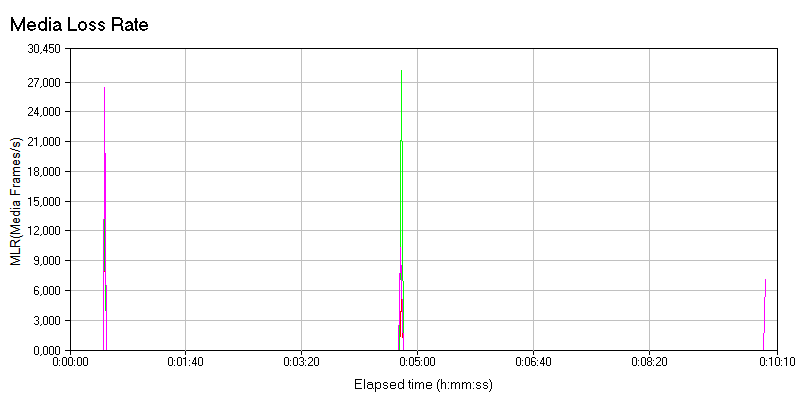 Media Loss Rate
30,450
27,000
24,000
21,000
18,000
15,000
12,000
9,000
6,000
3,000
0,000
MLR(Media Frames/s)
0:00:00 0:01:40 0:03:20 0:05:00 0:06:40 0:08:20 0:10:10
Elapsed time (h:mm:ss)